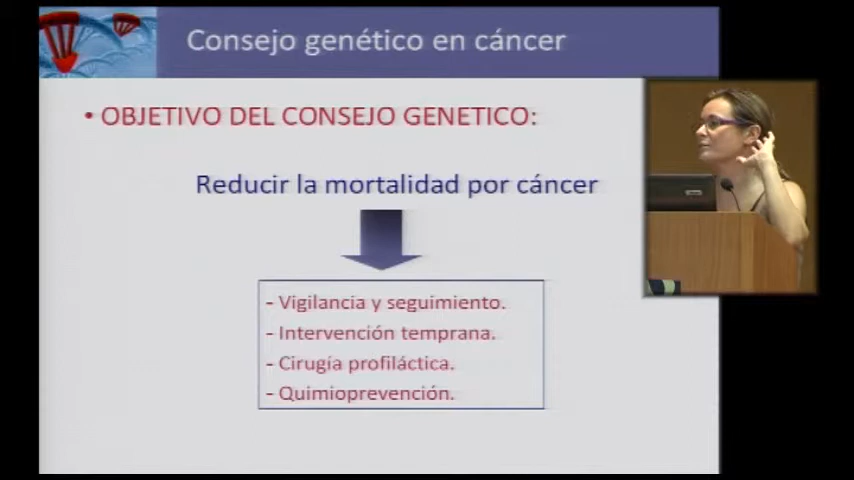 Consejo genético en cáncer
• OBJETIVO DEL CONSEJO GENETICO:
Reducir la mortalidad por cáncer
- Vigilancia y seguimiento.
- Intervención temprana.
- Cirugía profiláctica.
- Quimioprevención.